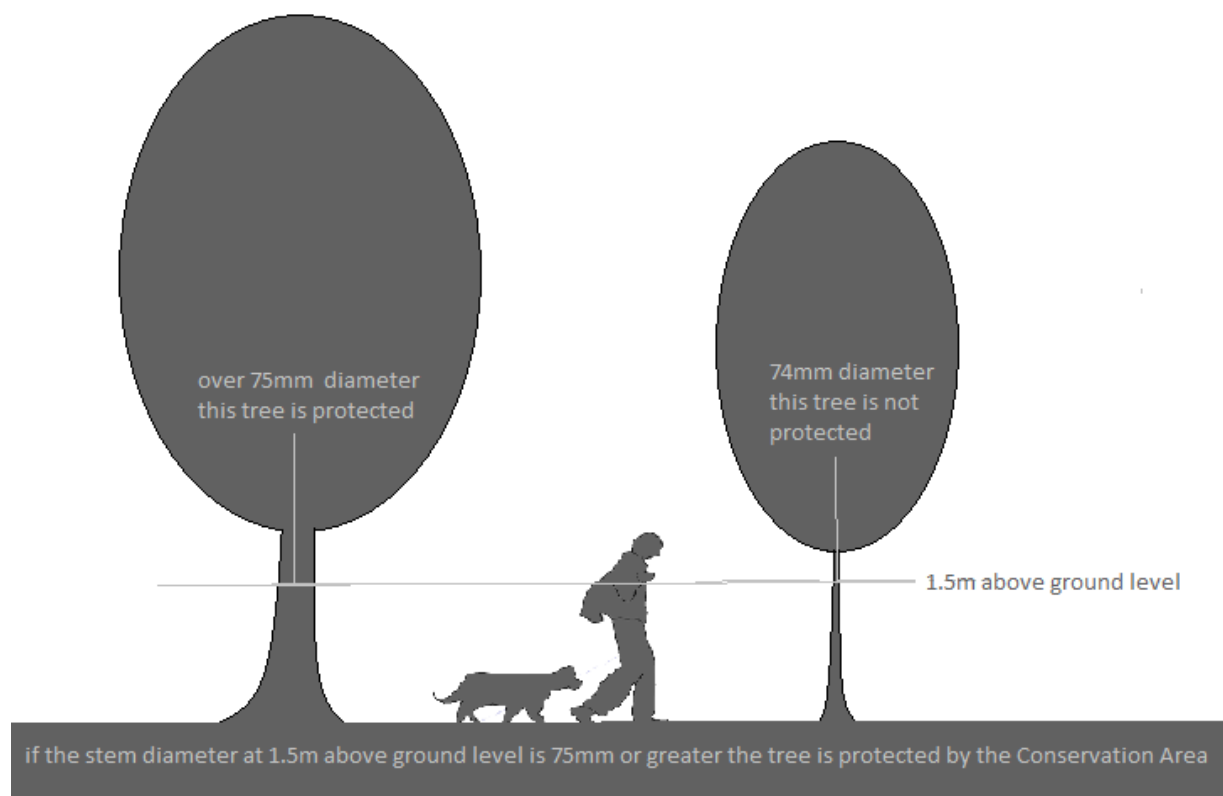 over 75mm  diameter
this tree is protected
74mm diameter
this tree is not
protected
1.5m above ground level
if the stem diameter at 1.5m above ground level is 75mm or greater the tree is protected by the Conservation Area